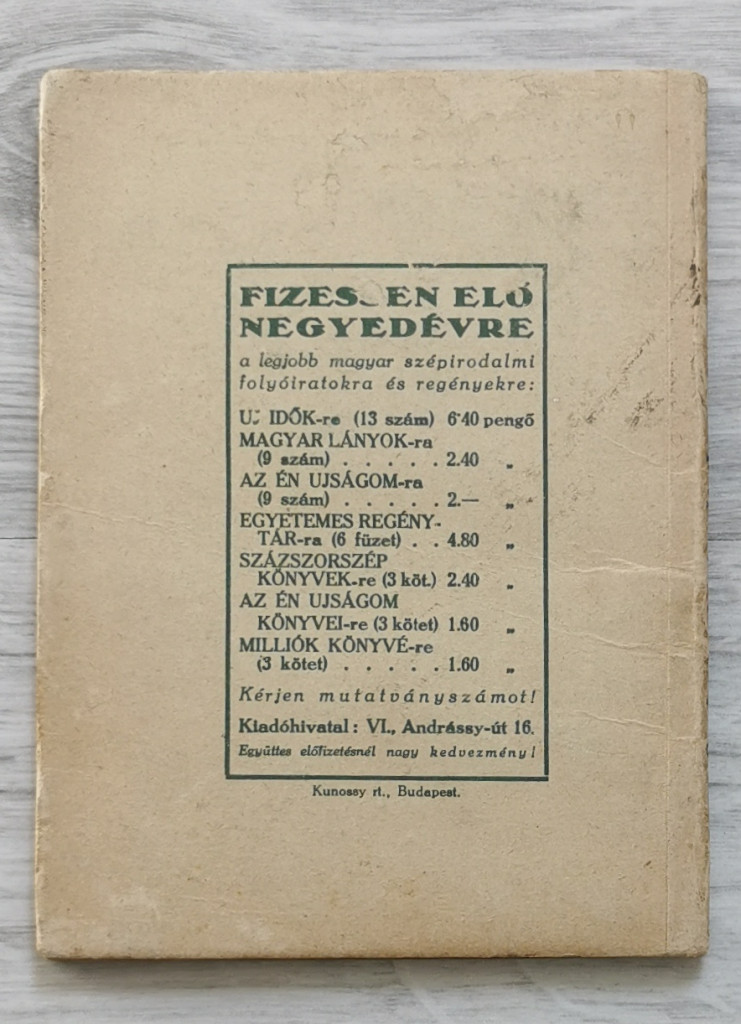 FIZESSEN ELŐ
NEGYEDÉVRE
a legjobb magyar szépirodalmi
folyóiratokra és regényekre:
UJ IDŐK-re (13 szám) 6·40 pengő
MAGYAR LÁNYOK-ra
(9 szám) . . . . . 2.40 „
AZ ÉN UJSÁGOM-ra
(9 szám) . . . . . 2.— „
EGYETEMES REGÉNY-
TÁR-ra (6 füzet) . . 4.80 „
SZÁZSZORSZÉP
KÖNYVEK-re (3 köt.) 2.40 „
AZ ÉN UJSÁGOM
KÖNYVEI-re (3 kötet) 1.60 „
MILLIÓK KÖNYVÉ-re
(3 kötet) . . . . . 1.60 „
Kérjen mutatványszámot!
Kiadóhivatal: VI., Andrássy-út 16.
Együttes előfizetésnél nagy kedvezmény!
Kunossy rt., Budapest.